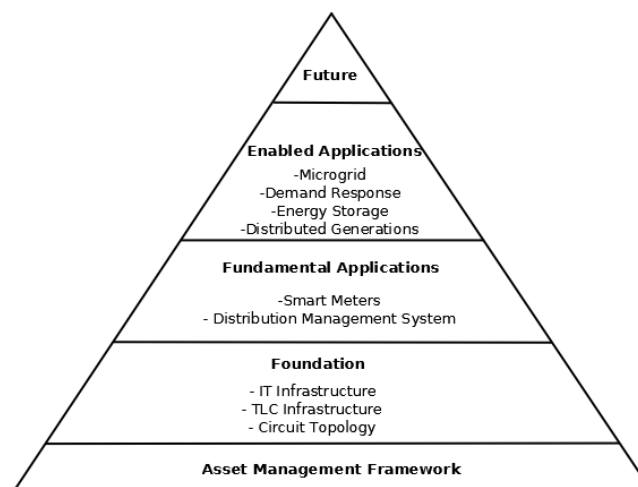 Future
Enabled Applications
-Microgrid
-Demand Response
-Energy Storage
-Distributed Generations
Fundamental Applications
-Smart Meters
- Distribution Management System
Foundation
- IT Infrastructure
- TLC Infrastructure
- Circuit Topology
Asset Management Framework